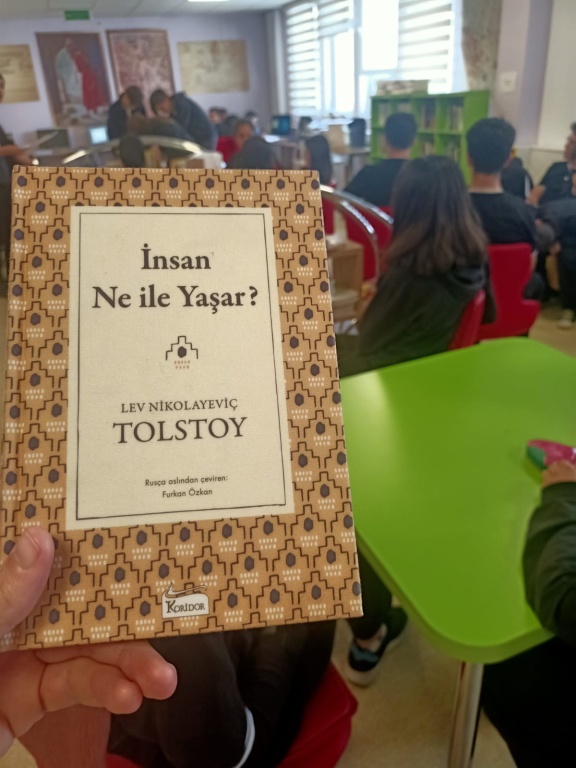 İnsan
Ne ile Yaşar?
LEV NİKOLAYEVİÇ
TOLSTOY
Rusça aslından çeviren:
Furkan Özkan
KORİDOR